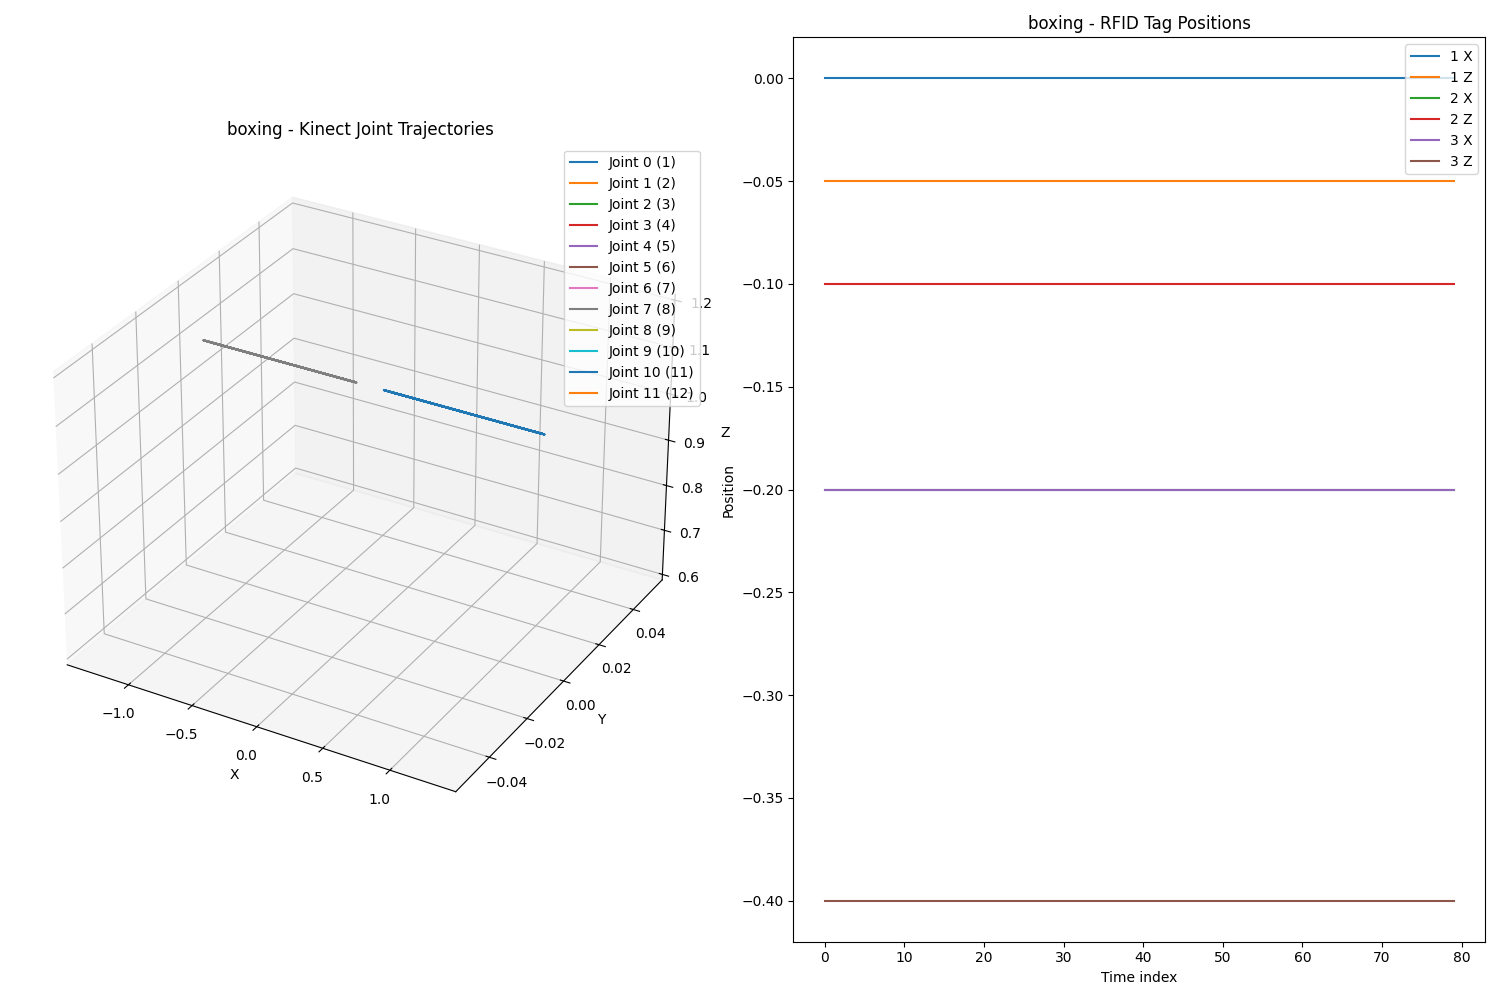 boxing - Kinect Joint Trajectories
Joint 0 (1)
Joint 1 (2)
Joint 2 (3)
Joint 3 (4)
Joint 4 (5)
Joint 5 (6)
Joint 6 (7)
Joint 7 (8)
Joint 8 (9)
Joint 9 (10)
Joint 10 (11)
Joint 11 (12)
1.2
1.1
1.0
0.9
0.8
0.7
0.6
Z
0.04
0.02
0.00
−0.02
−0.04
Y
−1.0
−0.5
0.0
0.5
1.0
X
boxing - RFID Tag Positions
1 X
1 Z
2 X
2 Z
3 X
3 Z
0.00
−0.05
−0.10
−0.15
−0.20
−0.25
−0.30
−0.35
−0.40
Position
0 10 20 30 40 50 60 70 80
Time index